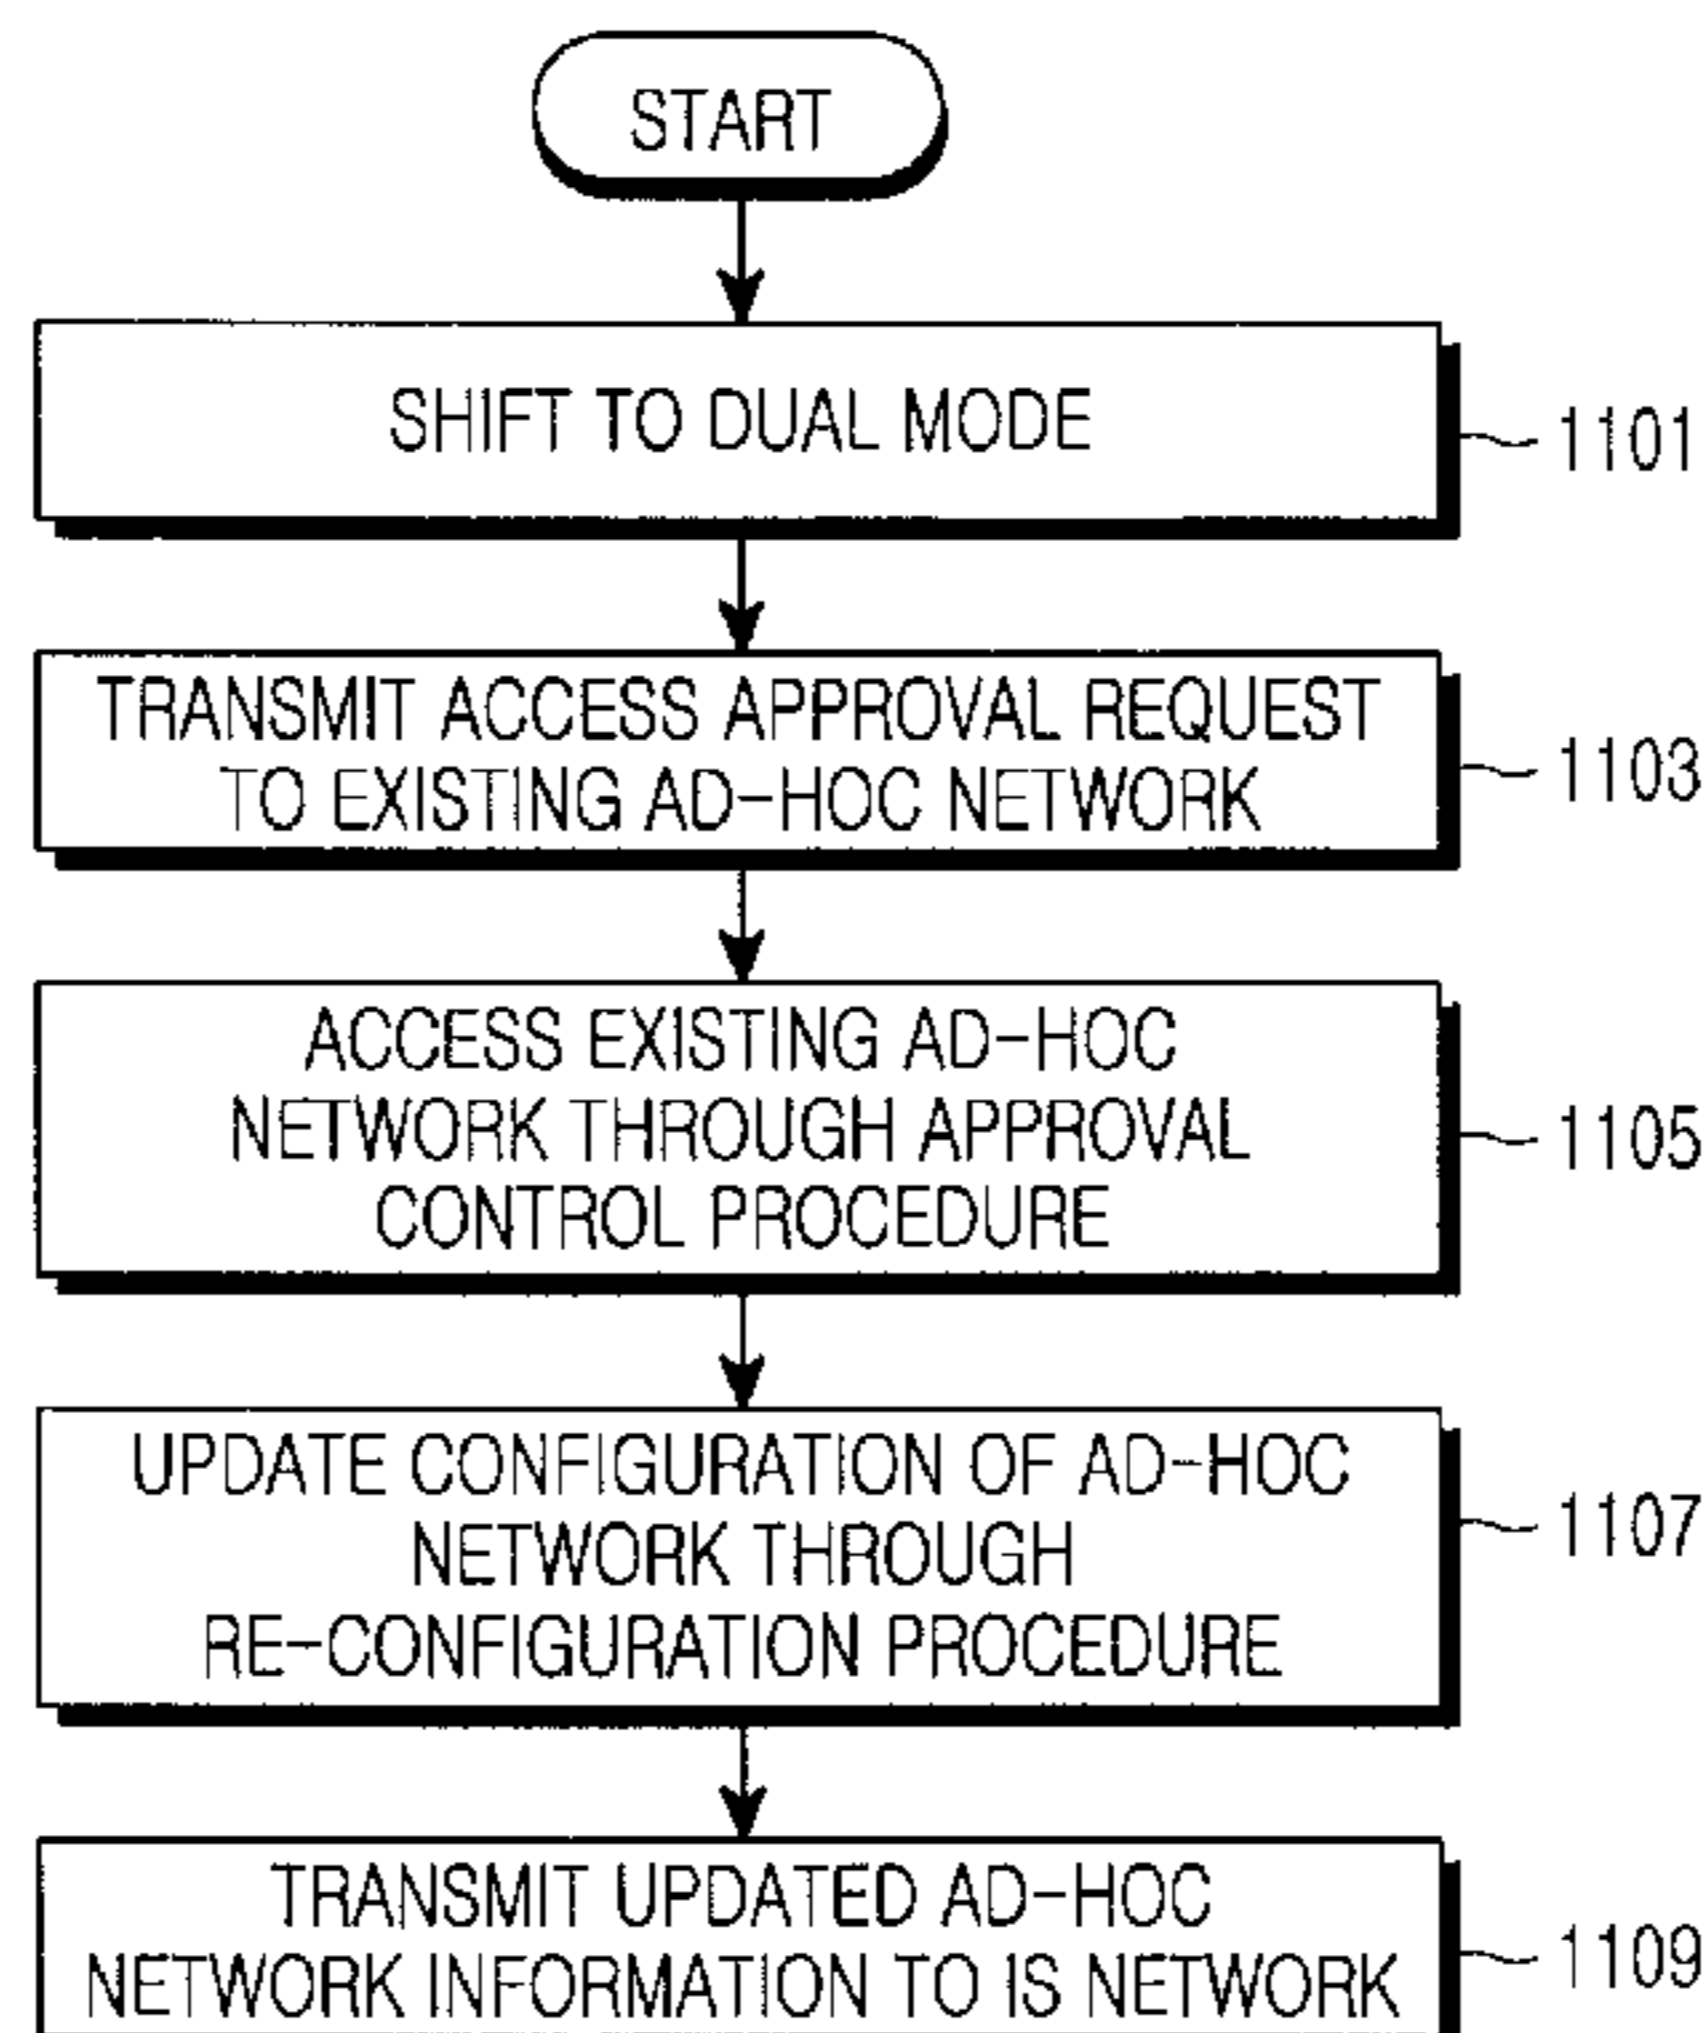 START
SHIFT TO DUAL MODE
1101
TRANSMIT ACCESS APPROVAL REQUEST
TO EXISTING AD-HOC NETWORK
1103
ACCESS EXISTING AD-HOC
NETWORK THROUGH APPROVAL
CONTROL PROCEDURE
1105
UPDATE CONFIGURATION OF AD-HOC
NETWORK THROUGH
RE-CONFIGURATION PROCEDURE
1107
TRANSMIT UPDATED AD-HOC
NETWORK INFORMATION TO IS NETWORK
1109